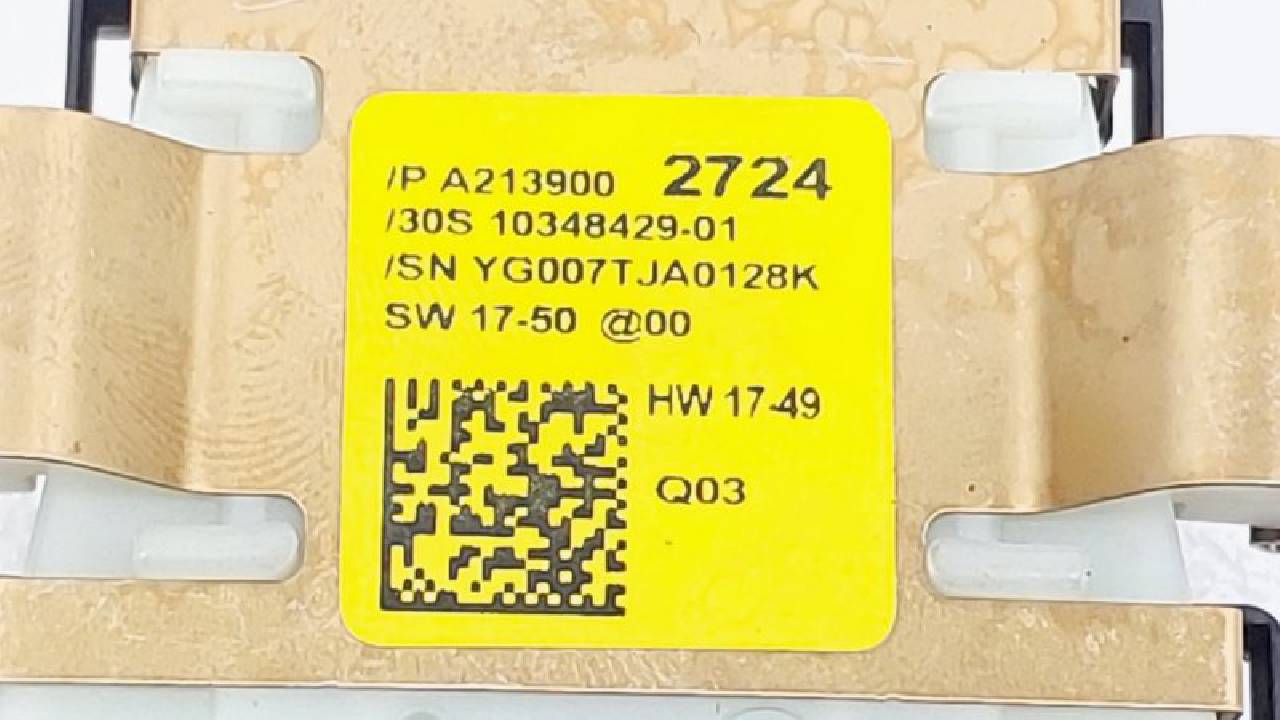 /P A213900 2724
/30S 10348429-01
/SN YG007TJA0128K
SW 17-50 @00
HW 17-49
Q03